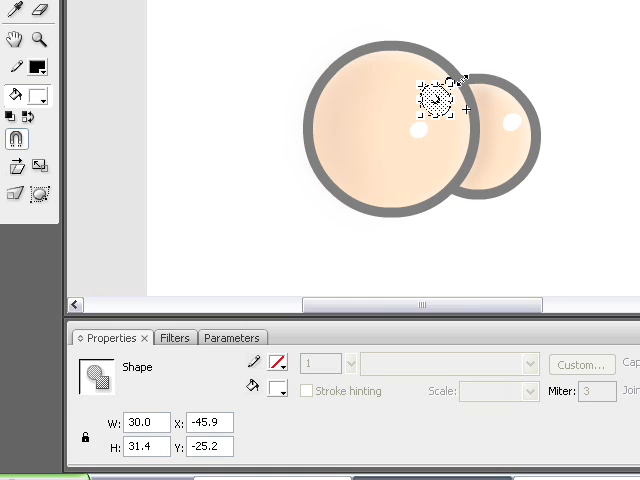 Properties Filters Parameters
Shape
1 Custom... Cap
Stroke hinting Scale: Miter: 3 Join
W: 30.0 X: -45.9
H: 31.4 Y: -25.2